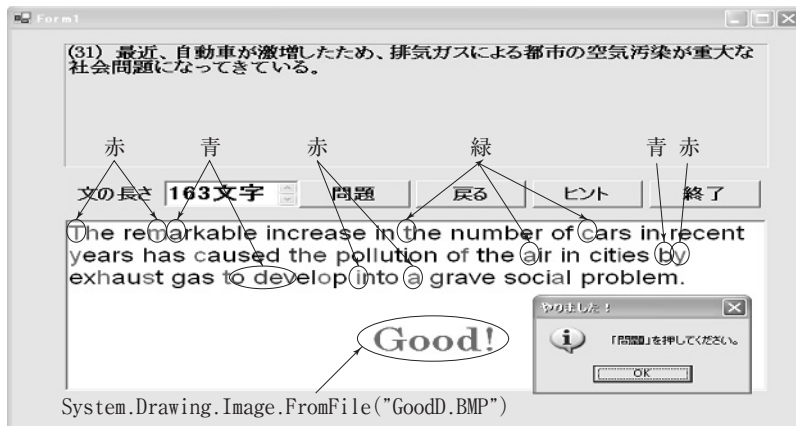 Form1
(31) 最近、自動車が激増したため、排気ガスによる都市の空気汚染が重大な
社会問題になってきている。
赤 青 赤 緑 青 赤
文の長さ 163文字 問題 戻る ヒント 終了
The remarkable increase in the number of cars in recent
years has caused the pollution of the air in cities by
exhaust gas to develop into a grave social problem.
やりました!
Good!
「問題」を押してください。
OK
System.Drawing.Image.FromFile("GoodD.BMP")